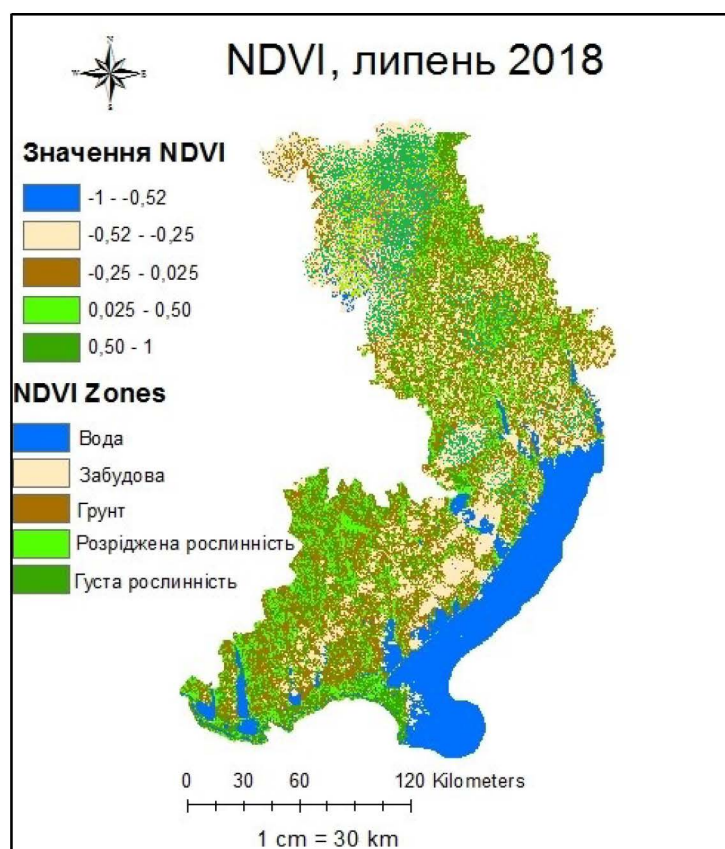 NDVI, липень 2018
N
W
E
S
Значення NDVI
-1 - -0,52
-0,52 - -0,25
-0,25 - 0,025
0,025 - 0,50
0,50 - 1
NDVI Zones
Вода
Забудова
Грунт
Розріджена рослинність
Густа рослинність
0 30 60 120 Kilometers
1 cm = 30 km